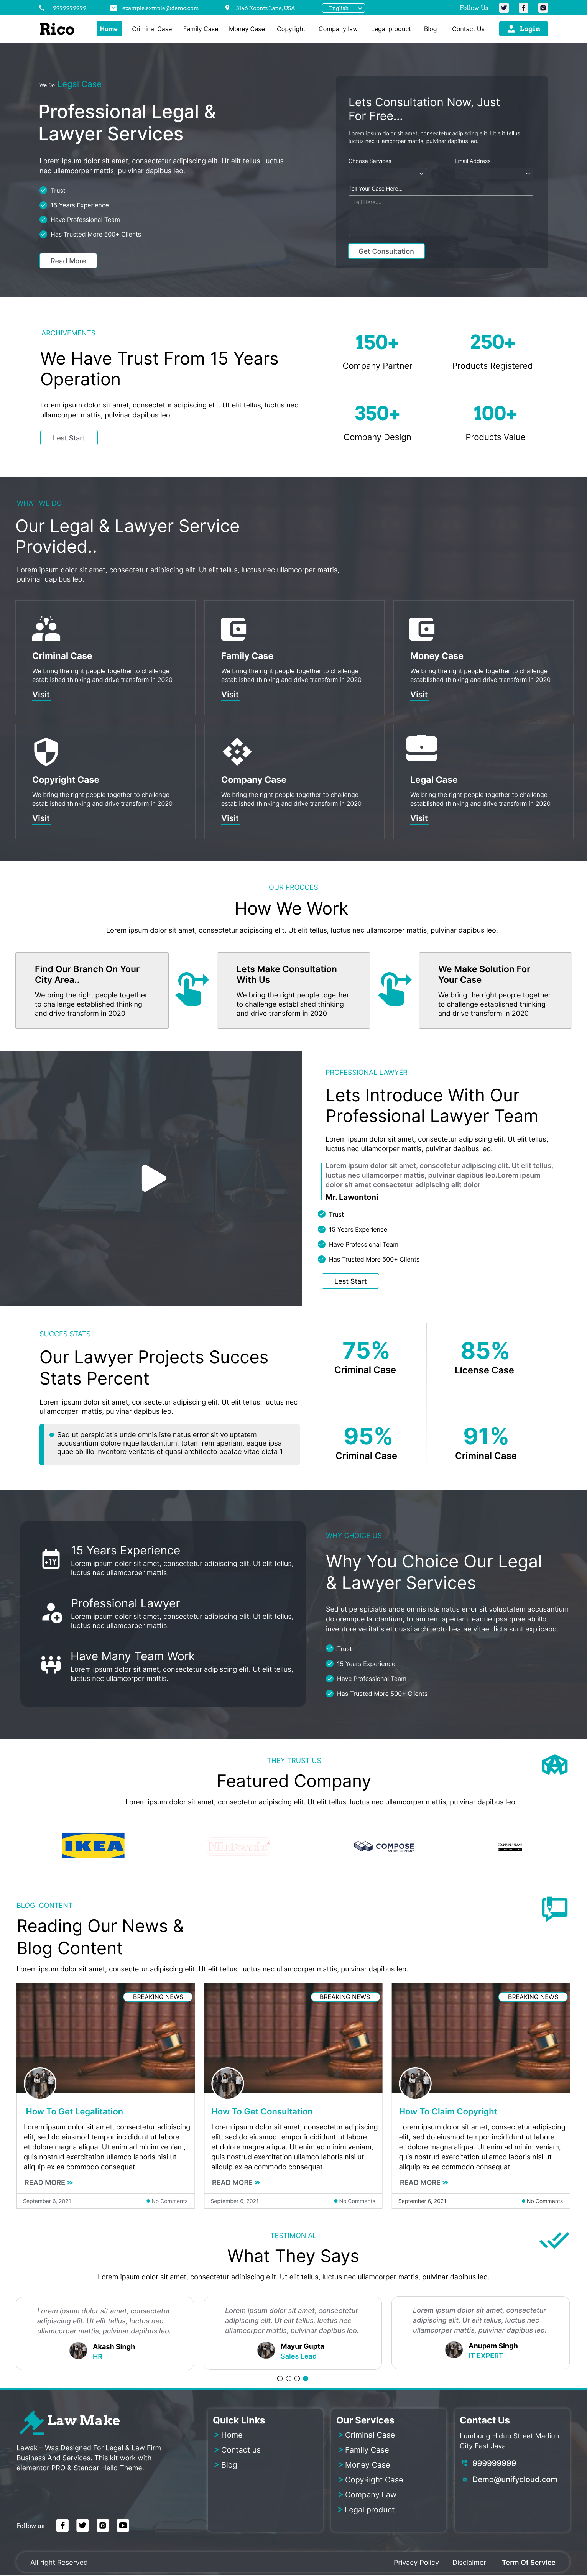 9999999999
example.exmple@demo.com
3146 Koontz Lane, USA
English
Follow Us
Rico
Home
Criminal Case
Family Case
Money Case
Copyright
Company law
Legal product
Blog
Contact Us
Login
We Do Legal Case
Professional Legal &
Lawyer Services
Lorem ipsum dolor sit amet, consectetur adipiscing elit. Ut elit tellus, luctus
nec ullamcorper mattis, pulvinar dapibus leo.
Trust
15 Years Experience
Have Professional Team
Has Trusted More 500+ Clients
Read More
Lets Consultation Now, Just
For Free...
Lorem ipsum dolor sit amet, consectetur adipiscing elit. Ut elit tellus,
luctus nec ullamcorper mattis, pulvinar dapibus leo.
Choose Services
Email Address
Tell Your Case Here...
Tell Here....
Get Consultation
ARCHIVEMENTS
We Have Trust From 15 Years
Operation
Lorem ipsum dolor sit amet, consectetur adipiscing elit. Ut elit tellus, luctus nec
ullamcorper mattis, pulvinar dapibus leo.
Lest Start
150+
Company Partner
250+
Products Registered
350+
Company Design
100+
Products Value
WHAT WE DO
Our Legal & Lawyer Service
Provided..
Lorem ipsum dolor sit amet, consectetur adipiscing elit. Ut elit tellus, luctus nec ullamcorper mattis,
pulvinar dapibus leo.
Criminal Case
We bring the right people together to challenge
established thinking and drive transform in 2020
Visit
Family Case
We bring the right people together to challenge
established thinking and drive transform in 2020
Visit
Money Case
We bring the right people together to challenge
established thinking and drive transform in 2020
Visit
Copyright Case
We bring the right people together to challenge
established thinking and drive transform in 2020
Visit
Company Case
We bring the right people together to challenge
established thinking and drive transform in 2020
Visit
Legal Case
We bring the right people together to challenge
established thinking and drive transform in 2020
Visit
OUR PROCCES
How We Work
Lorem ipsum dolor sit amet, consectetur adipiscing elit. Ut elit tellus, luctus nec ullamcorper mattis, pulvinar dapibus leo.
Find Our Branch On Your
City Area..
We bring the right people together
to challenge established thinking
and drive transform in 2020
Lets Make Consultation
With Us
We bring the right people together
to challenge established thinking
and drive transform in 2020
We Make Solution For
Your Case
We bring the right people together
to challenge established thinking
and drive transform in 2020
PROFESSIONAL LAWYER
Lets Introduce With Our
Professional Lawyer Team
Lorem ipsum dolor sit amet, consectetur adipiscing elit. Ut elit tellus,
luctus nec ullamcorper mattis, pulvinar dapibus leo.
Lorem ipsum dolor sit amet, consectetur adipiscing elit. Ut elit tellus,
luctus nec ullamcorper mattis, pulvinar dapibus leo.Lorem ipsum
dolor sit amet consectetur adipiscing elit dolor
Mr. Lawontoni
Trust
15 Years Experience
Have Professional Team
Has Trusted More 500+ Clients
Lest Start
SUCCES STATS
Our Lawyer Projects Succes
Stats Percent
Lorem ipsum dolor sit amet, consectetur adipiscing elit. Ut elit tellus, luctus nec
ullamcorper mattis, pulvinar dapibus leo.
Sed ut perspiciatis unde omnis iste natus error sit voluptatem
accusantium doloremque laudantium, totam rem aperiam, eaque ipsa
quae ab illo inventore veritatis et quasi architecto beatae vitae dicta 1
75%
Criminal Case
85%
License Case
95%
Criminal Case
91%
Criminal Case
+1Y
15 Years Experience
Lorem ipsum dolor sit amet, consectetur adipiscing elit. Ut elit tellus,
luctus nec ullamcorper mattis.
Professional Lawyer
Lorem ipsum dolor sit amet, consectetur adipiscing elit. Ut elit tellus,
luctus nec ullamcorper mattis.
Have Many Team Work
Lorem ipsum dolor sit amet, consectetur adipiscing elit. Ut elit tellus,
luctus nec ullamcorper mattis.
WHY CHOICE US
Why You Choice Our Legal
& Lawyer Services
Sed ut perspiciatis unde omnis iste natus error sit voluptatem accusantium
doloremque laudantium, totam rem aperiam, eaque ipsa quae ab illo
inventore veritatis et quasi architecto beatae vitae dicta sunt explicabo.
Trust
15 Years Experience
Have Professional Team
Has Trusted More 500+ Clients
THEY TRUST US
Featured Company
Lorem ipsum dolor sit amet, consectetur adipiscing elit. Ut elit tellus, luctus nec ullamcorper mattis, pulvinar dapibus leo.
IKEA
Nintendo
COMPOSE
BLOG CONTENT
Reading Our News &
Blog Content
Lorem ipsum dolor sit amet, consectetur adipiscing elit. Ut elit tellus, luctus nec ullamcorper mattis, pulvinar dapibus leo.
BREAKING NEWS
How To Get Legalitation
Lorem ipsum dolor sit amet, consectetur adipiscing
elit, sed do eiusmod tempor incididunt ut labore
et dolore magna aliqua. Ut enim ad minim veniam,
quis nostrud exercitation ullamco laboris nisi ut
aliquip ex ea commodo consequat.
READ MORE
September 6, 2021
No Comments
BREAKING NEWS
How To Get Consultation
Lorem ipsum dolor sit amet, consectetur adipiscing
elit, sed do eiusmod tempor incididunt ut labore
et dolore magna aliqua. Ut enim ad minim veniam,
quis nostrud exercitation ullamco laboris nisi ut
aliquip ex ea commodo consequat.
READ MORE
September 6, 2021
No Comments
BREAKING NEWS
How To Claim Copyright
Lorem ipsum dolor sit amet, consectetur adipiscing
elit, sed do eiusmod tempor incididunt ut labore
et dolore magna aliqua. Ut enim ad minim veniam,
quis nostrud exercitation ullamco laboris nisi ut
aliquip ex ea commodo consequat.
READ MORE
September 6, 2021
No Comments
TESTIMONIAL
What They Says
Lorem ipsum dolor sit amet, consectetur adipiscing elit. Ut elit tellus, luctus nec ullamcorper mattis, pulvinar dapibus leo.
Lorem ipsum dolor sit amet, consectetur
adipiscing elit. Ut elit tellus, luctus nec
ullamcorper mattis, pulvinar dapibus leo.
Akash Singh
HR
Lorem ipsum dolor sit amet, consectetur
adipiscing elit. Ut elit tellus, luctus nec
ullamcorper mattis, pulvinar dapibus leo.
Mayur Gupta
Sales Lead
Lorem ipsum dolor sit amet, consectetur
adipiscing elit. Ut elit tellus, luctus nec
ullamcorper mattis, pulvinar dapibus leo.
Anupam Singh
IT EXPERT
Law Make
Lawak – Was Designed For Legal & Law Firm
Business And Services. This kit work with
elementor PRO & Standar Hello Theme.
Follow us
Quick Links
> Home
> Contact us
> Blog
Our Services
> Criminal Case
> Family Case
> Money Case
> CopyRight Case
> Company Law
> Legal product
Contact Us
Lumbung Hidup Street Madiun
City East Java
999999999
Demo@unifycloud.com
All right Reserved
Privacy Policy
Disclaimer
Term Of Service